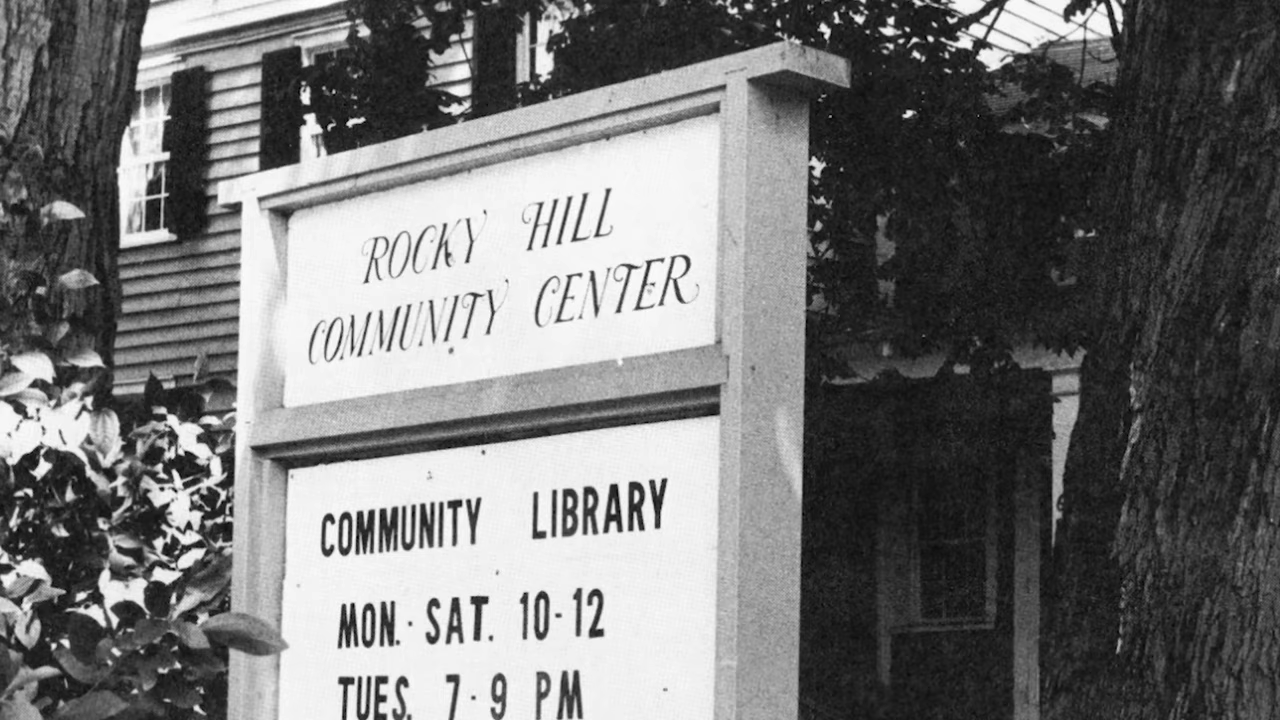 ROCKY HILL
COMMUNITY CENTER
COMMUNITY LIBRARY
MON.-SAT. 10-12
TUES. 7-9 PM